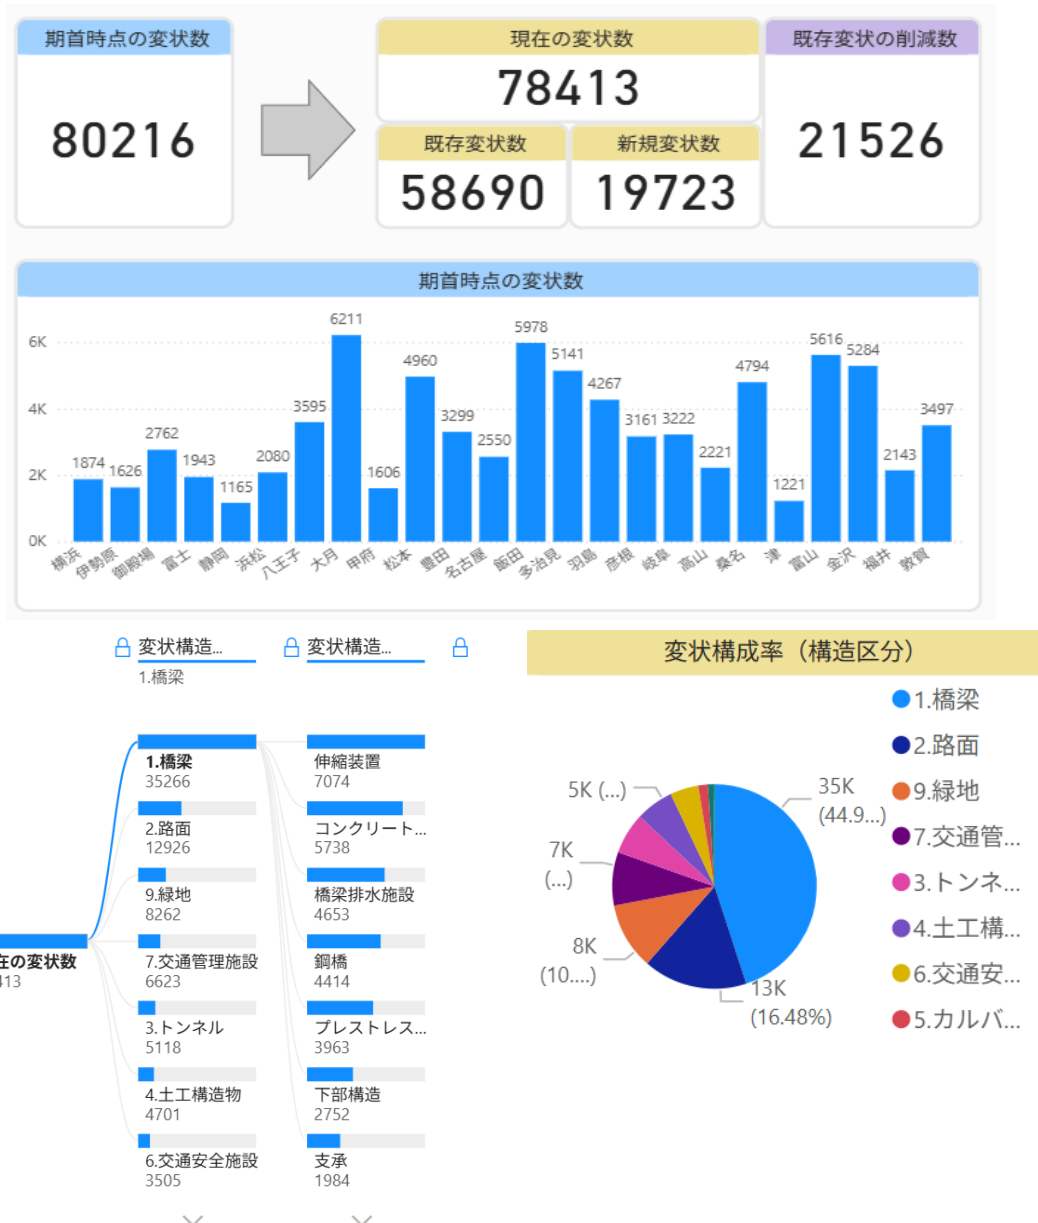 期首時点の変状数
80216
現在の変状数
78413
既存変状数
58690
新規変状数
19723
既存変状の削減数
21526
期首時点の変状数
6K
4K
2K
0K
1874
1626
2762
1943
1165
2080
3595
6211
1606
4960
3299
2550
5978
5141
4267
3161
3222
2221
4794
1221
5616
5284
2143
3497
横浜
伊勢原
御殿場
富士
静岡
浜松
八王子
大月
甲府
松本
豊田
名古屋
飯田
多治見
羽島
彦根
岐阜
高山
桑名
津
富山
金沢
福井
敦賀
変状構造...
1.橋梁
変状構造...
在の変状数
413
1.橋梁
35266
2.路面
12926
9.緑地
8262
7.交通管理施設
6623
3.トンネル
5118
4.土工構造物
4701
6.交通安全施設
3505
伸縮装置
7074
コンクリート...
5738
橋梁排水施設
4653
鋼橋
4414
プレストレス...
3963
下部構造
2752
支承
1984
変状構成率（構造区分）
35K
(44.9...)
13K
(16.48%)
8K
(10....)
7K
(...)
5K (...)
1.橋梁
2.路面
9.緑地
7.交通管...
3.トンネ...
4.土工構...
6.交通安...
5.カルバ...